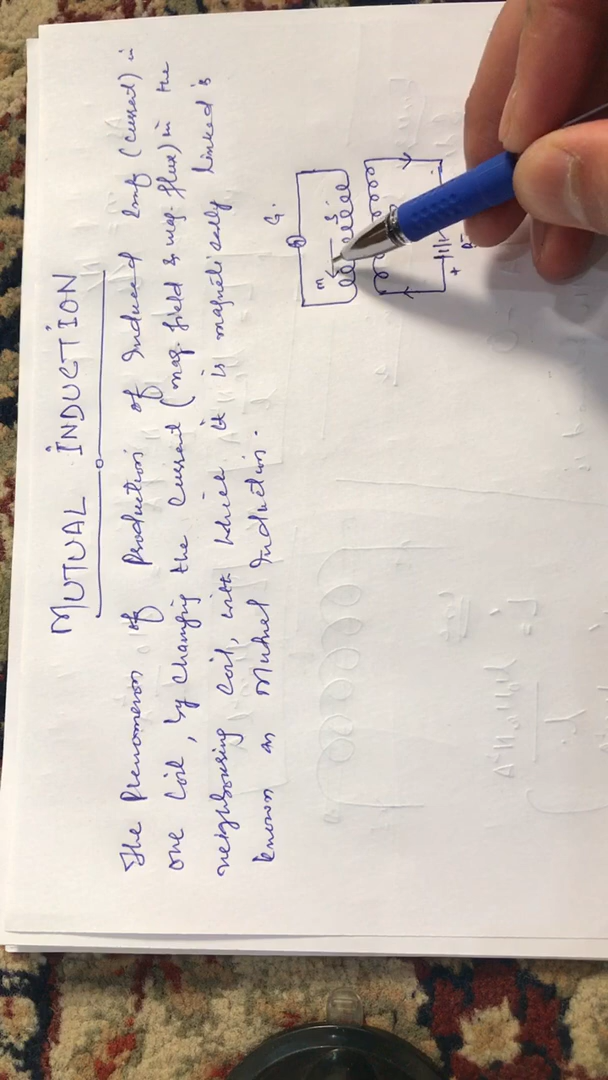 MUTUAL INDUCTION
The Phenomenon of Production of Induced Emf (Current) in
one Coil, by changing the Current (mag. field & mag. flux) in the
neighbouring Coil, with which it is magnetically linked is
known as Mutual Induction.
G.
m
S
+
B
-